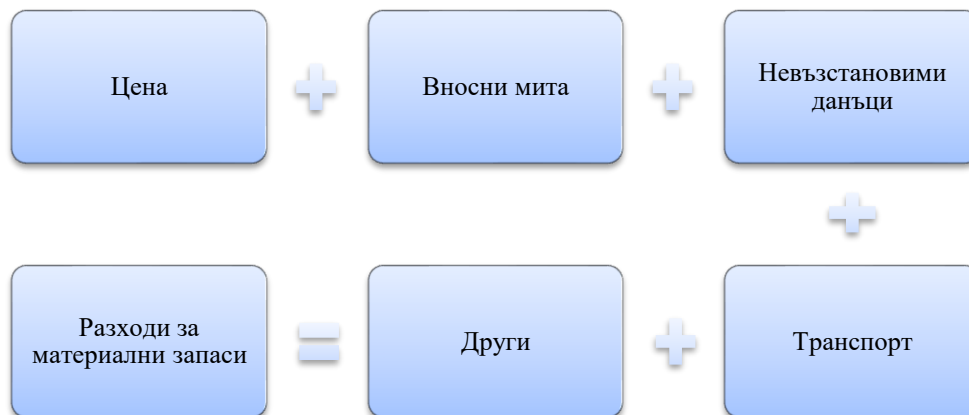 Цена
+
Вносни мита
+
Невъзстановими
данъци
+
Разходи за
материални запаси
=
Други
+
Транспорт